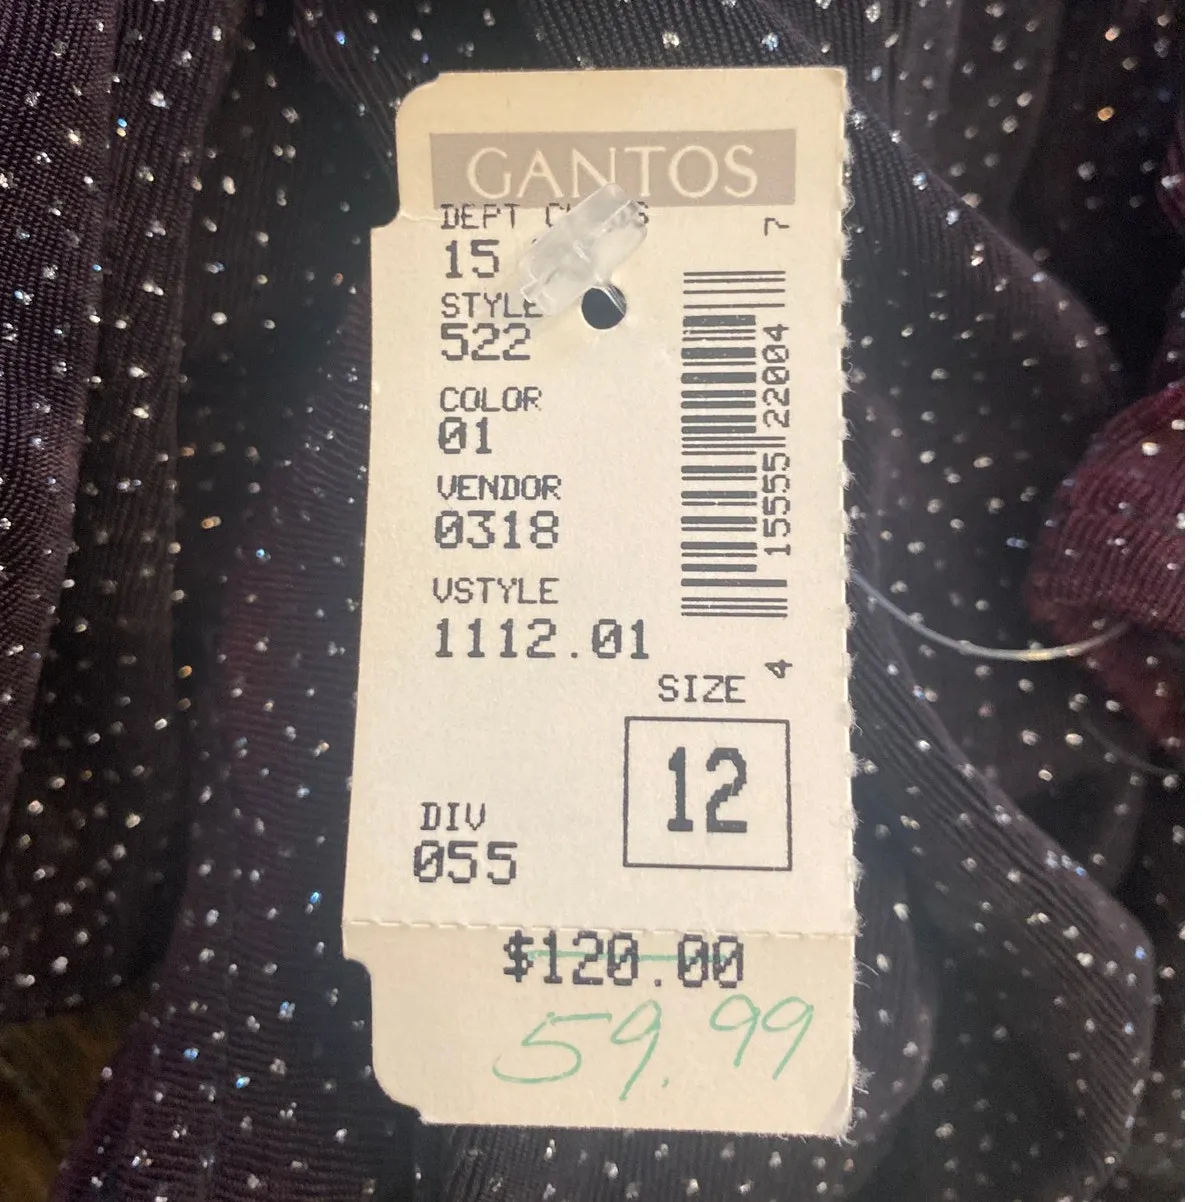 GANTOS
DEPT
15
STYLE
522
COLOR
01
VENDOR
0318
VSTYLE
1112.01
7
15555 22004
4
SIZE
12
DIV
055
$120.00
59.99